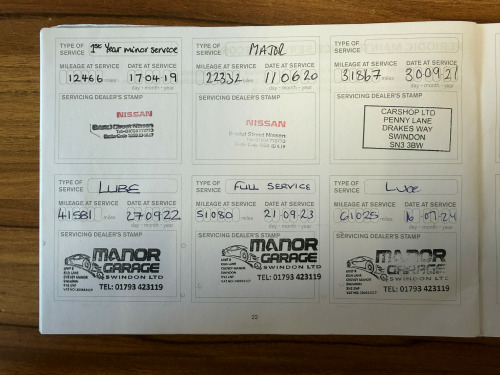 TYPE OF SERVICE 1st Year minor service
MILEAGE AT SERVICE DATE AT SERVICE
12466 miles 170419
day - month - year
SERVICING DEALER'S STAMP
NISSAN
Bristol Street Motors
TYPE OF SERVICE MAJOR
MILEAGE AT SERVICE DATE AT SERVICE
22332 miles 110620
day - month - year
SERVICING DEALER'S STAMP
NISSAN
Bristol Street Motors
TYPE OF SERVICE
MILEAGE AT SERVICE DATE AT SERVICE
31867 miles 300921
day - month - year
SERVICING DEALER'S STAMP
CARSHOP LTD
PENNY LANE
DRAKES WAY
SWINDON
SN3 3BW
TYPE OF SERVICE LUBE
MILEAGE AT SERVICE DATE AT SERVICE
41581 miles 270922
day - month - year
SERVICING DEALER'S STAMP
MANOR
GARAGE
SWINDON LTD
TEL: 01793 423119
TYPE OF SERVICE FULL SERVICE
MILEAGE AT SERVICE DATE AT SERVICE
51080 miles 21-09-23
day - month - year
SERVICING DEALER'S STAMP
MANOR
GARAGE
SWINDON LTD
TEL: 01793 423119
TYPE OF SERVICE Lube
MILEAGE AT SERVICE DATE AT SERVICE
61025 miles 16-07-24
day - month - year
SERVICING DEALER'S STAMP
MANOR
GARAGE
SWINDON LTD
TEL: 01793 423119
22